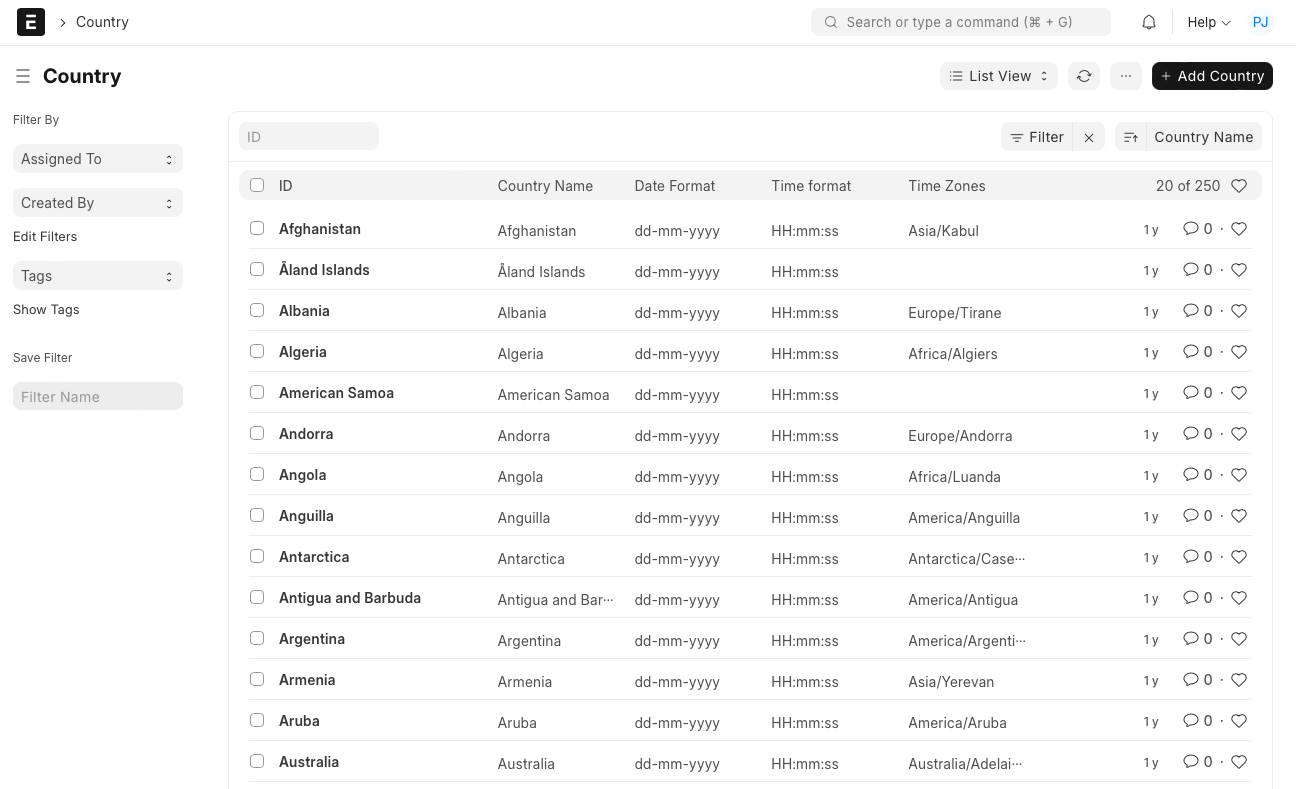 E
Country
Search or type a command (⌘ + G)
Help
PJ
Country
List View
···
+ Add Country
Filter By
Assigned To
Created By
Edit Filters
Tags
Show Tags
Save Filter
Filter Name
ID
Filter
Country Name
ID Country Name Date Format Time format Time Zones 20 of 250
Afghanistan Afghanistan dd-mm-yyyy HH:mm:ss Asia/Kabul 1 y 0 ·
Åland Islands Åland Islands dd-mm-yyyy HH:mm:ss 1 y 0 ·
Albania Albania dd-mm-yyyy HH:mm:ss Europe/Tirane 1 y 0 ·
Algeria Algeria dd-mm-yyyy HH:mm:ss Africa/Algiers 1 y 0 ·
American Samoa American Samoa dd-mm-yyyy HH:mm:ss 1 y 0 ·
Andorra Andorra dd-mm-yyyy HH:mm:ss Europe/Andorra 1 y 0 ·
Angola Angola dd-mm-yyyy HH:mm:ss Africa/Luanda 1 y 0 ·
Anguilla Anguilla dd-mm-yyyy HH:mm:ss America/Anguilla 1 y 0 ·
Antarctica Antarctica dd-mm-yyyy HH:mm:ss Antarctica/Case··· 1 y 0 ·
Antigua and Barbuda Antigua and Bar··· dd-mm-yyyy HH:mm:ss America/Antigua 1 y 0 ·
Argentina Argentina dd-mm-yyyy HH:mm:ss America/Argenti··· 1 y 0 ·
Armenia Armenia dd-mm-yyyy HH:mm:ss Asia/Yerevan 1 y 0 ·
Aruba Aruba dd-mm-yyyy HH:mm:ss America/Aruba 1 y 0 ·
Australia Australia dd-mm-yyyy HH:mm:ss Australia/Adelai··· 1 y 0 ·